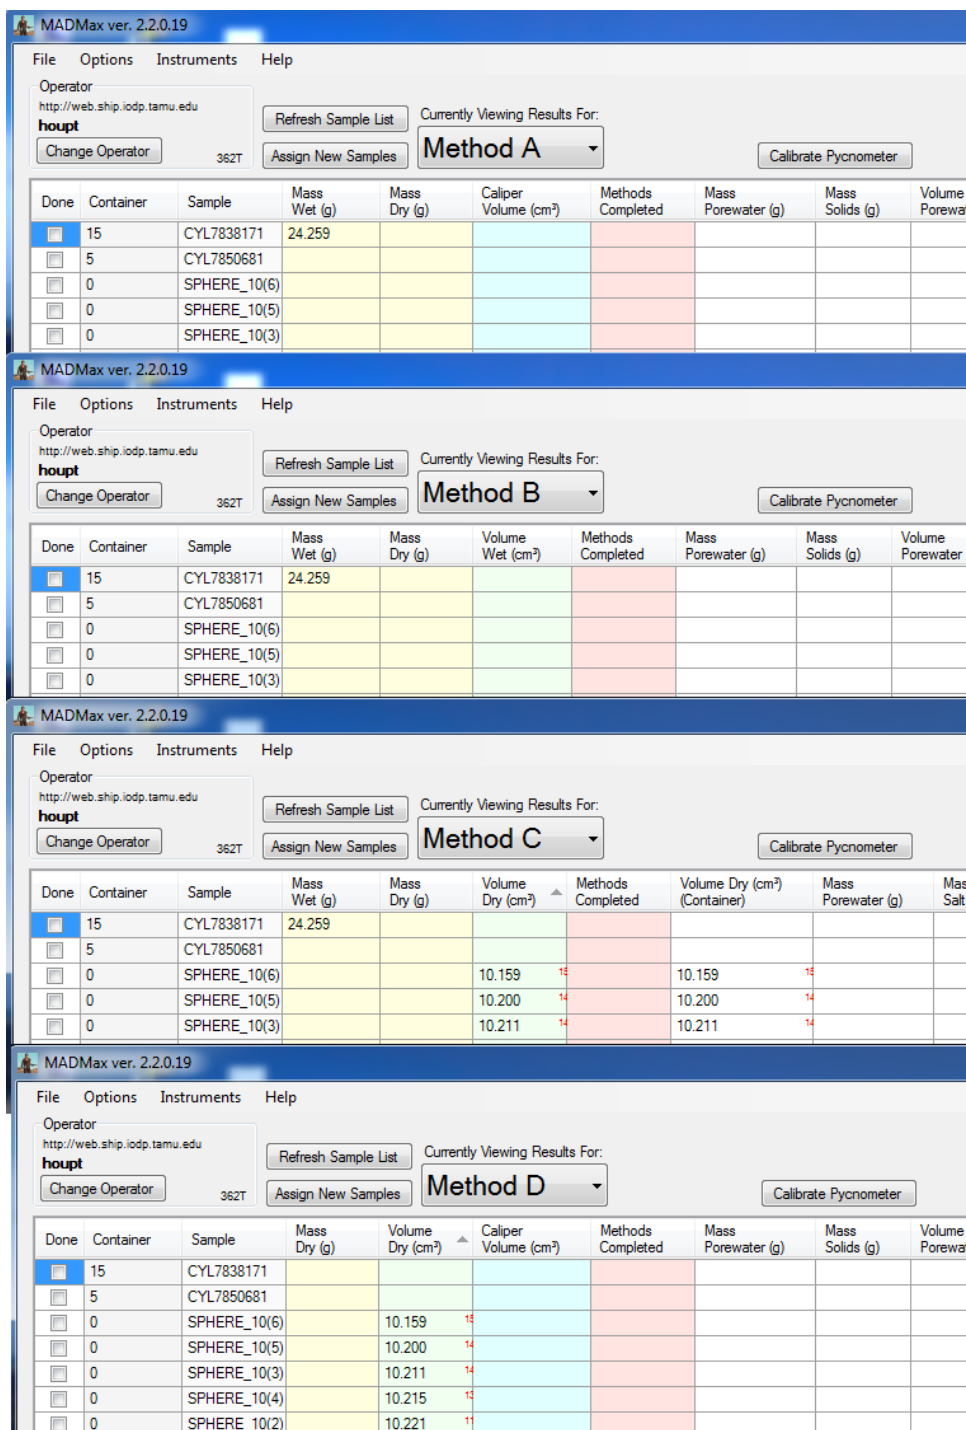 MADMax ver. 2.2.0.19
File Options Instruments Help
Operator
http://web.ship.iodp.tamu.edu
houpt
Change Operator 362T
Refresh Sample List
Assign New Samples
Currently Viewing Results For:
Method A
Calibrate Pycnometer
Done Container Sample Mass Wet (g) Mass Dry (g) Caliper Volume (cm³) Methods Completed Mass Porewater (g) Mass Solids (g) Volume
15 CYL7838171 24.259
5 CYL7850681
0 SPHERE_10(6)
0 SPHERE_10(5)
0 SPHERE_10(3)
MADMax ver. 2.2.0.19
File Options Instruments Help
Operator
http://web.ship.iodp.tamu.edu
houpt
Change Operator 362T
Refresh Sample List
Assign New Samples
Currently Viewing Results For:
Method B
Calibrate Pycnometer
Done Container Sample Mass Wet (g) Mass Dry (g) Volume Wet (cm³) Methods Completed Mass Porewater (g) Mass Solids (g) Volume Porewater
15 CYL7838171 24.259
5 CYL7850681
0 SPHERE_10(6)
0 SPHERE_10(5)
0 SPHERE_10(3)
MADMax ver. 2.2.0.19
File Options Instruments Help
Operator
http://web.ship.iodp.tamu.edu
houpt
Change Operator 362T
Refresh Sample List
Assign New Samples
Currently Viewing Results For:
Method C
Calibrate Pycnometer
Done Container Sample Mass Wet (g) Mass Dry (g) Volume Dry (cm³) Methods Completed Volume Dry (cm³) (Container) Mass Porewater (g) Salt
15 CYL7838171 24.259
5 CYL7850681
0 SPHERE_10(6) 10.159 10.159
0 SPHERE_10(5) 10.200 14 10.200 14
0 SPHERE_10(3) 10.211 14 10.211 14
MADMax ver. 2.2.0.19
File Options Instruments Help
Operator
http://web.ship.iodp.tamu.edu
houpt
Change Operator 362T
Refresh Sample List
Assign New Samples
Currently Viewing Results For:
Method D
Calibrate Pycnometer
Done Container Sample Mass Dry (g) Volume Dry (cm³) Caliper Volume (cm³) Methods Completed Mass Porewater (g) Mass Solids (g) Volume
15 CYL7838171
5 CYL7850681
0 SPHERE_10(6) 10.159
0 SPHERE_10(5) 10.200 14
0 SPHERE_10(3) 10.211 14
0 SPHERE_10(4) 10.215 13
0 SPHERE_10(2) 10.221 11